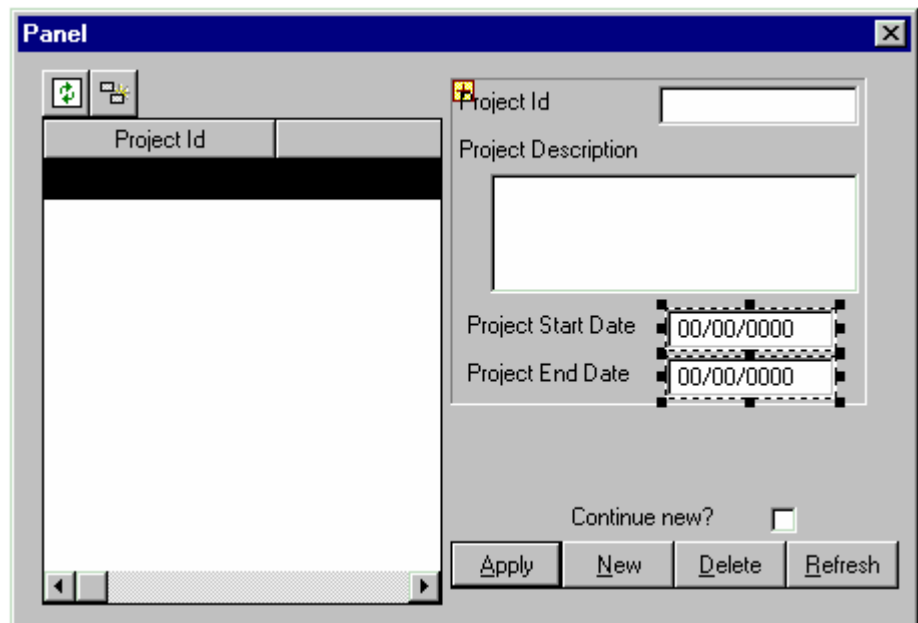 Panel
Project Id
Project Id
Project Description
Project Start Date 00/00/0000
Project End Date 00/00/0000
Continue new?
Apply New Delete Refresh